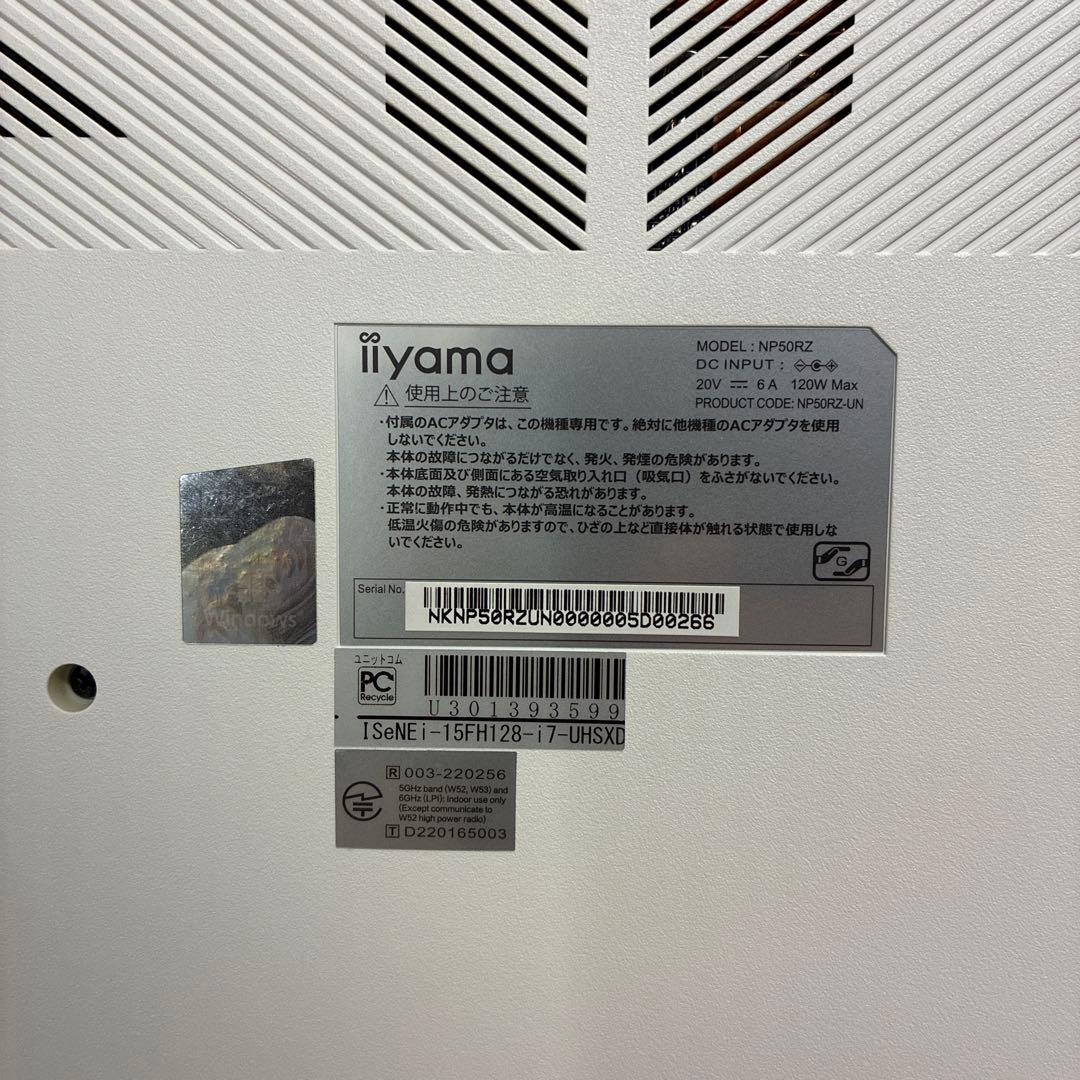 iiyama
MODEL : NP50RZ
DC INPUT :
20V 6 A 120W Max
PRODUCT CODE: NP50RZ-UN
使用上のご注意
・付属のACアダプタは、この機種専用です。絶対に他機種のACアダプタを使用
しないでください。
本体の故障につながるだけでなく、発火、発煙の危険があります。
・本体底面及び側面にある空気取り入れ口（吸気口）をふさがないでください。
本体の故障、発熱につながる恐れがあります。
・正常に動作中でも、本体が高温になることがあります。
低温火傷の危険がありますので、ひざの上など直接体が触れる状態で使用しな
いでください。
G
Serial No.
NKNP50RZUN0000005D00266
Windows
ユニットコム
PC
Recycle
U301393599
ISeNEi-15FH128-i7-UHSXD
R 003-220256
5GHz band (W52, W53) and
6GHz (LPI): Indoor use only
(Except communicate to
W52 high power radio)
T D220165003